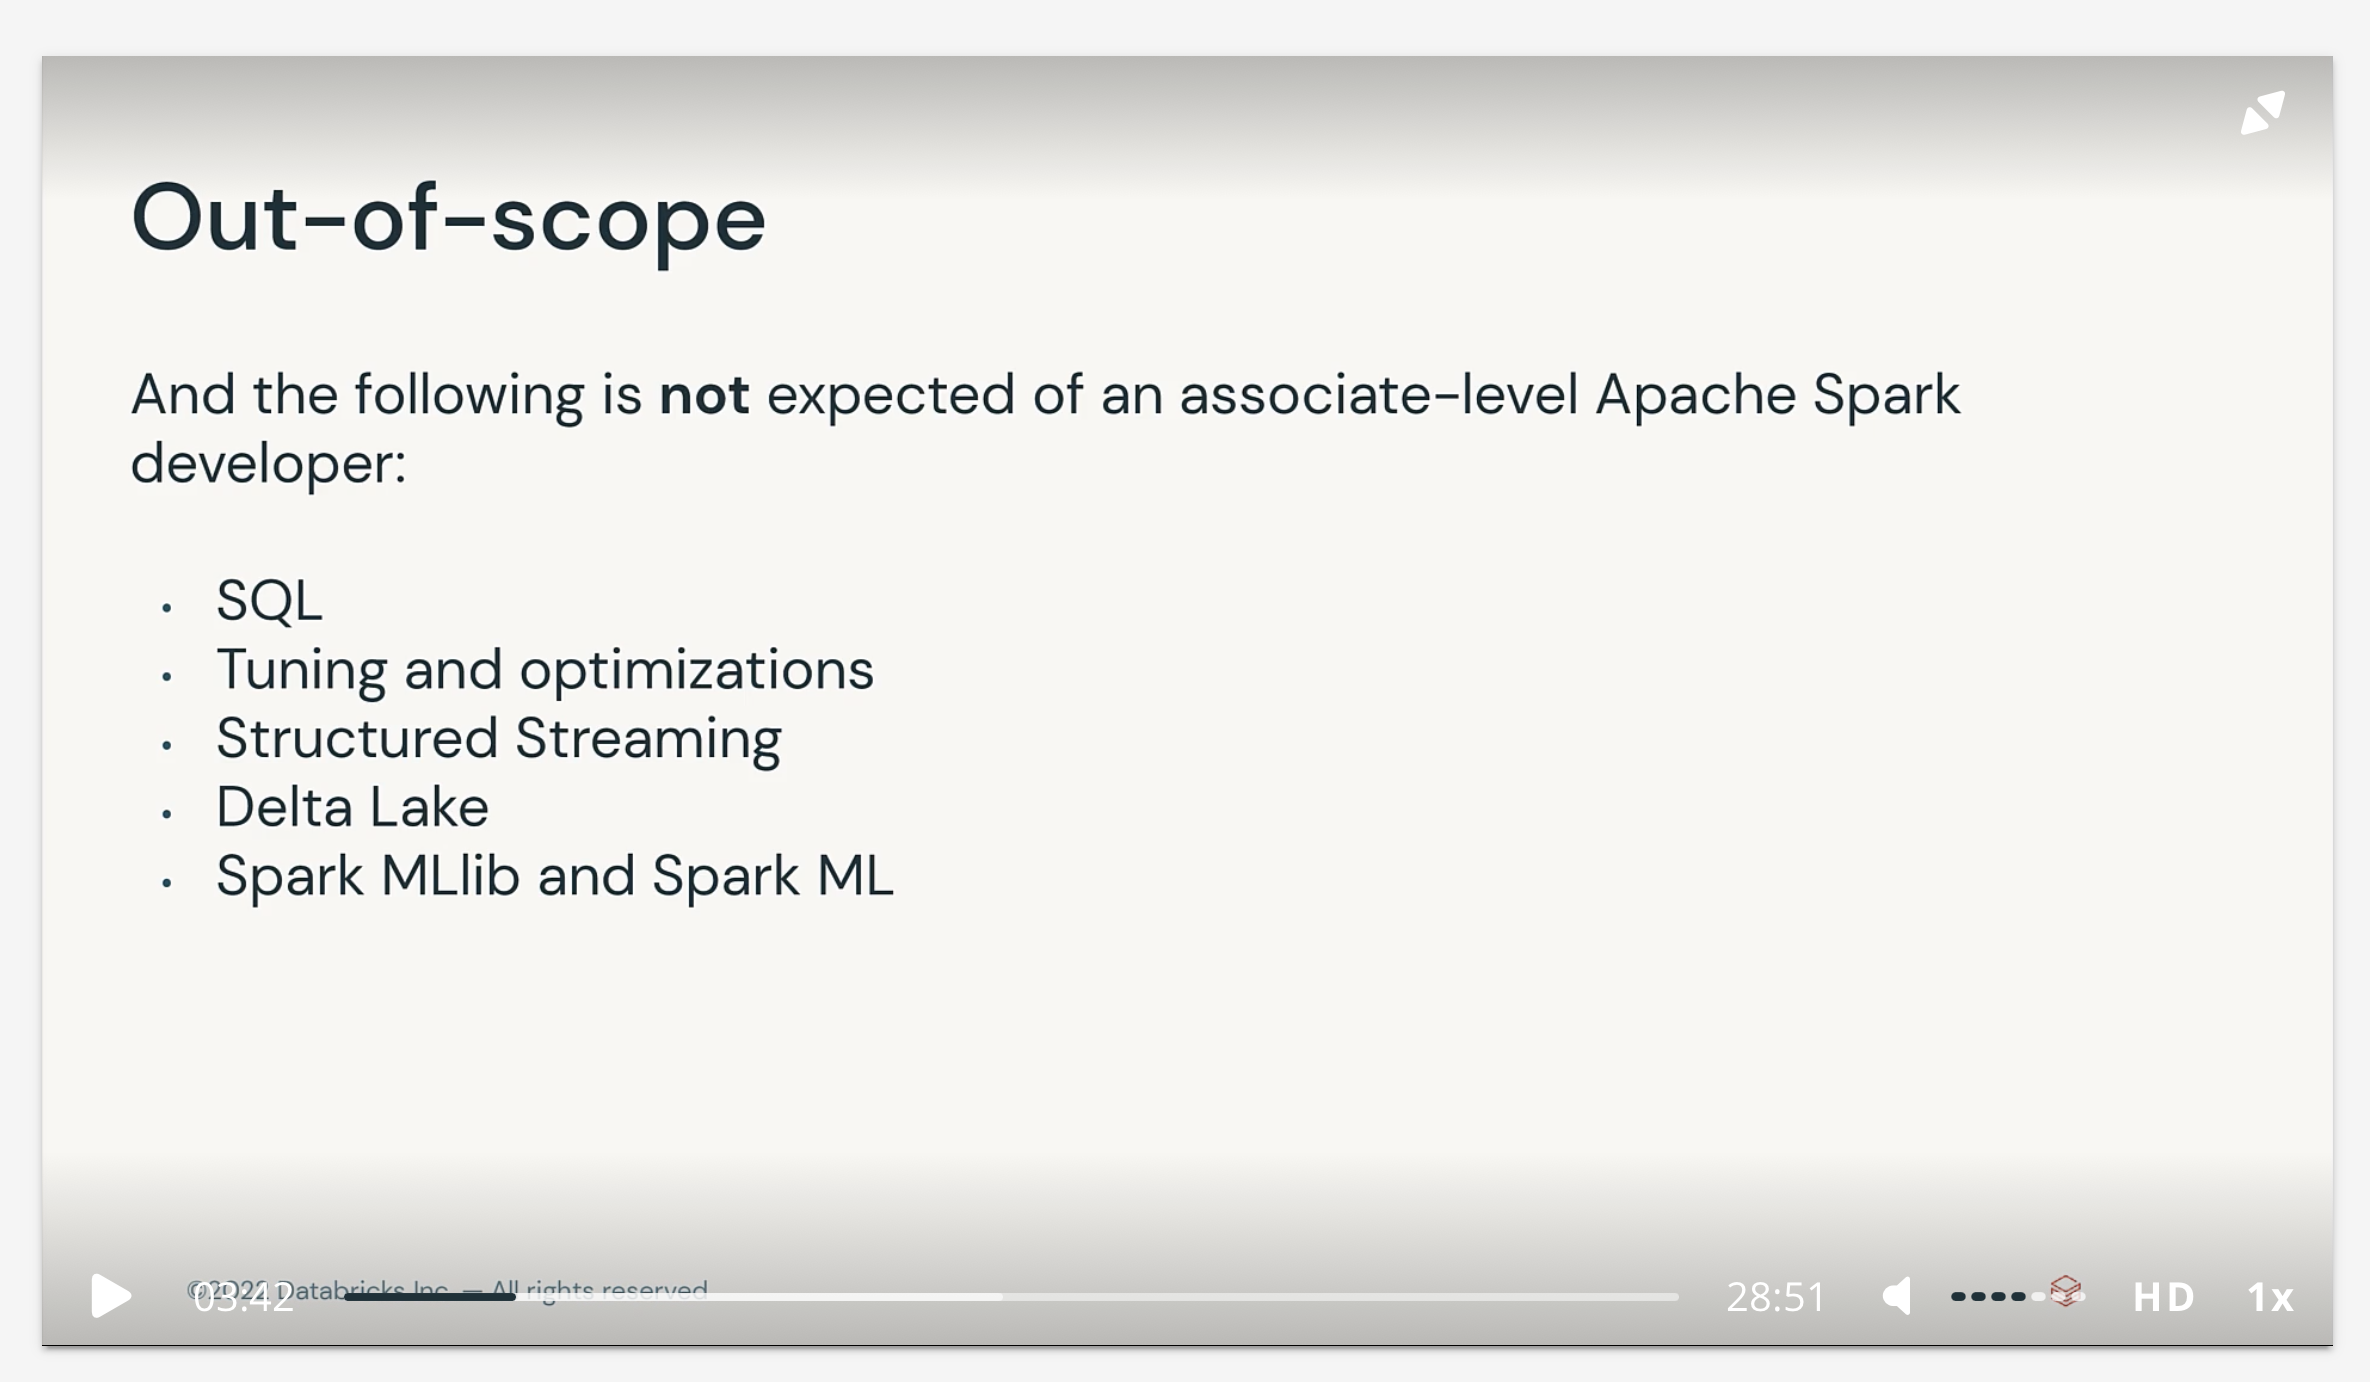 Out-of-scope
And the following is not expected of an associate-level Apache Spark
developer:
• SQL
• Tuning and optimizations
• Structured Streaming
• Delta Lake
• Spark MLlib and Spark ML
©2022 Databricks Inc. — All rights reserved
03:42
28:51
HD
1x